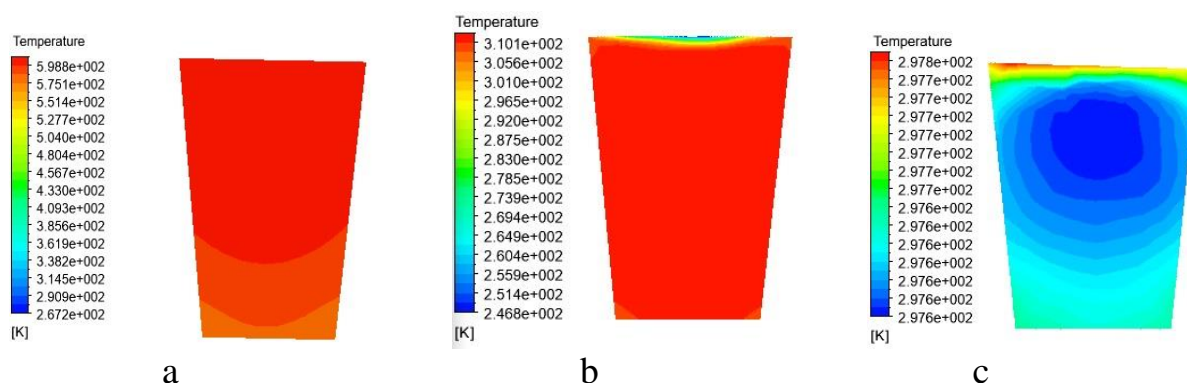 Temperature
5.988e+002
5.751e+002
5.514e+002
5.277e+002
5.040e+002
4.804e+002
4.567e+002
4.330e+002
4.093e+002
3.856e+002
3.619e+002
3.382e+002
3.145e+002
2.909e+002
2.672e+002
[K]
a
Temperature
3.101e+002
3.056e+002
3.010e+002
2.965e+002
2.920e+002
2.875e+002
2.830e+002
2.785e+002
2.739e+002
2.694e+002
2.649e+002
2.604e+002
2.559e+002
2.514e+002
2.468e+002
[K]
b
Temperature
2.978e+002
2.977e+002
2.977e+002
2.977e+002
2.977e+002
2.977e+002
2.977e+002
2.977e+002
2.976e+002
2.976e+002
2.976e+002
2.976e+002
2.976e+002
2.976e+002
2.976e+002
[K]
c